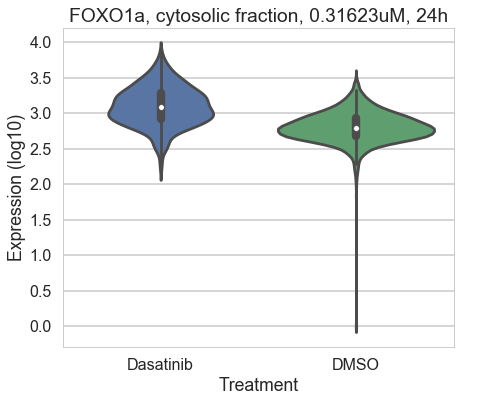 FOXO1a, cytosolic fraction, 0.31623uM, 24h
Expression (log10)
4.0
3.5
3.0
2.5
2.0
1.5
1.0
0.5
0.0
Dasatinib DMSO
Treatment